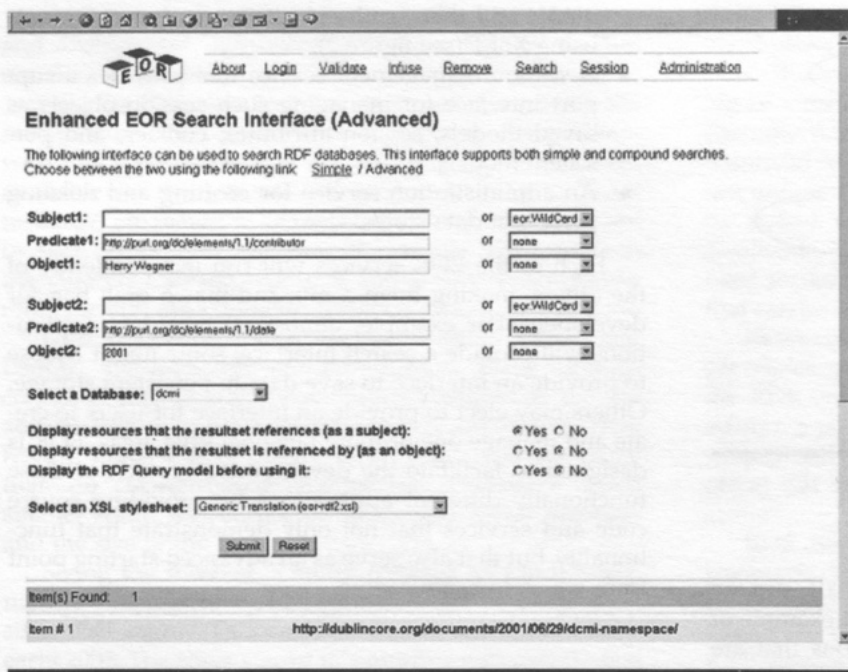 EOR
About Login Validate Infuse Remove Search Session Administration
Enhanced EOR Search Interface (Advanced)
The following interface can be used to search RDF databases. This interface supports both simple and compound searches.
Choose between the two using the following link: Simple / Advanced
Subject1: or eor:WildCard
Predicate1: http://purl.org/dc/elements/1.1/contributor or none
Object1: Harry Wagner or none
Subject2: or eor:WildCard
Predicate2: http://purl.org/dc/elements/1.1/date or none
Object2: 2001 or none
Select a Database: dcmi
Display resources that the resultset references (as a subject): Yes No
Display resources that the resultset is referenced by (as an object): Yes No
Display the RDF Query model before using it: Yes No
Select an XSL stylesheet: Generic Translation (eor-rdf2.xsl)
Submit Reset
Item(s) Found: 1
Item # 1 http://dublincore.org/documents/2001/06/29/dcmi-namespace/